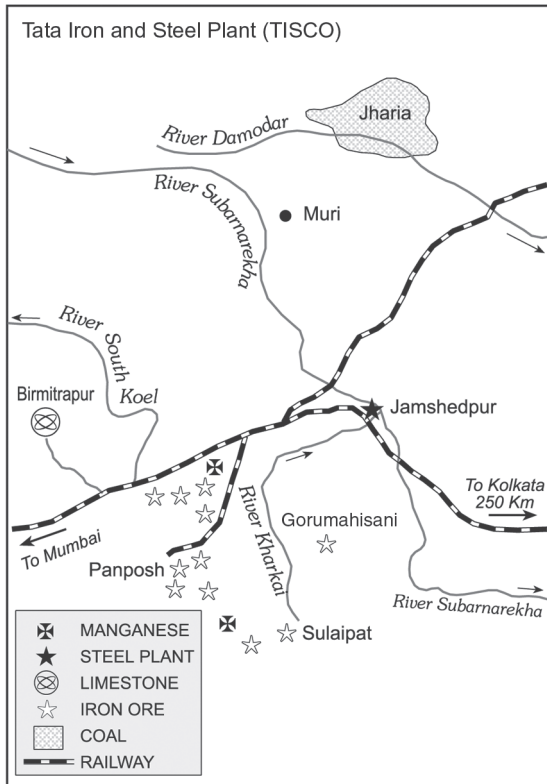 Tata Iron and Steel Plant (TISCO)
Jharia
River Damodar
River Subarnarekha
Muri
River South
Koel
Birmitrapur
Jamshedpur
To Kolkata
250 Km
To Mumbai
River Kharkai
Gorumahisani
Panposh
River Subarnarekha
Sulaipat
MANGANESE
STEEL PLANT
LIMESTONE
IRON ORE
COAL
RAILWAY